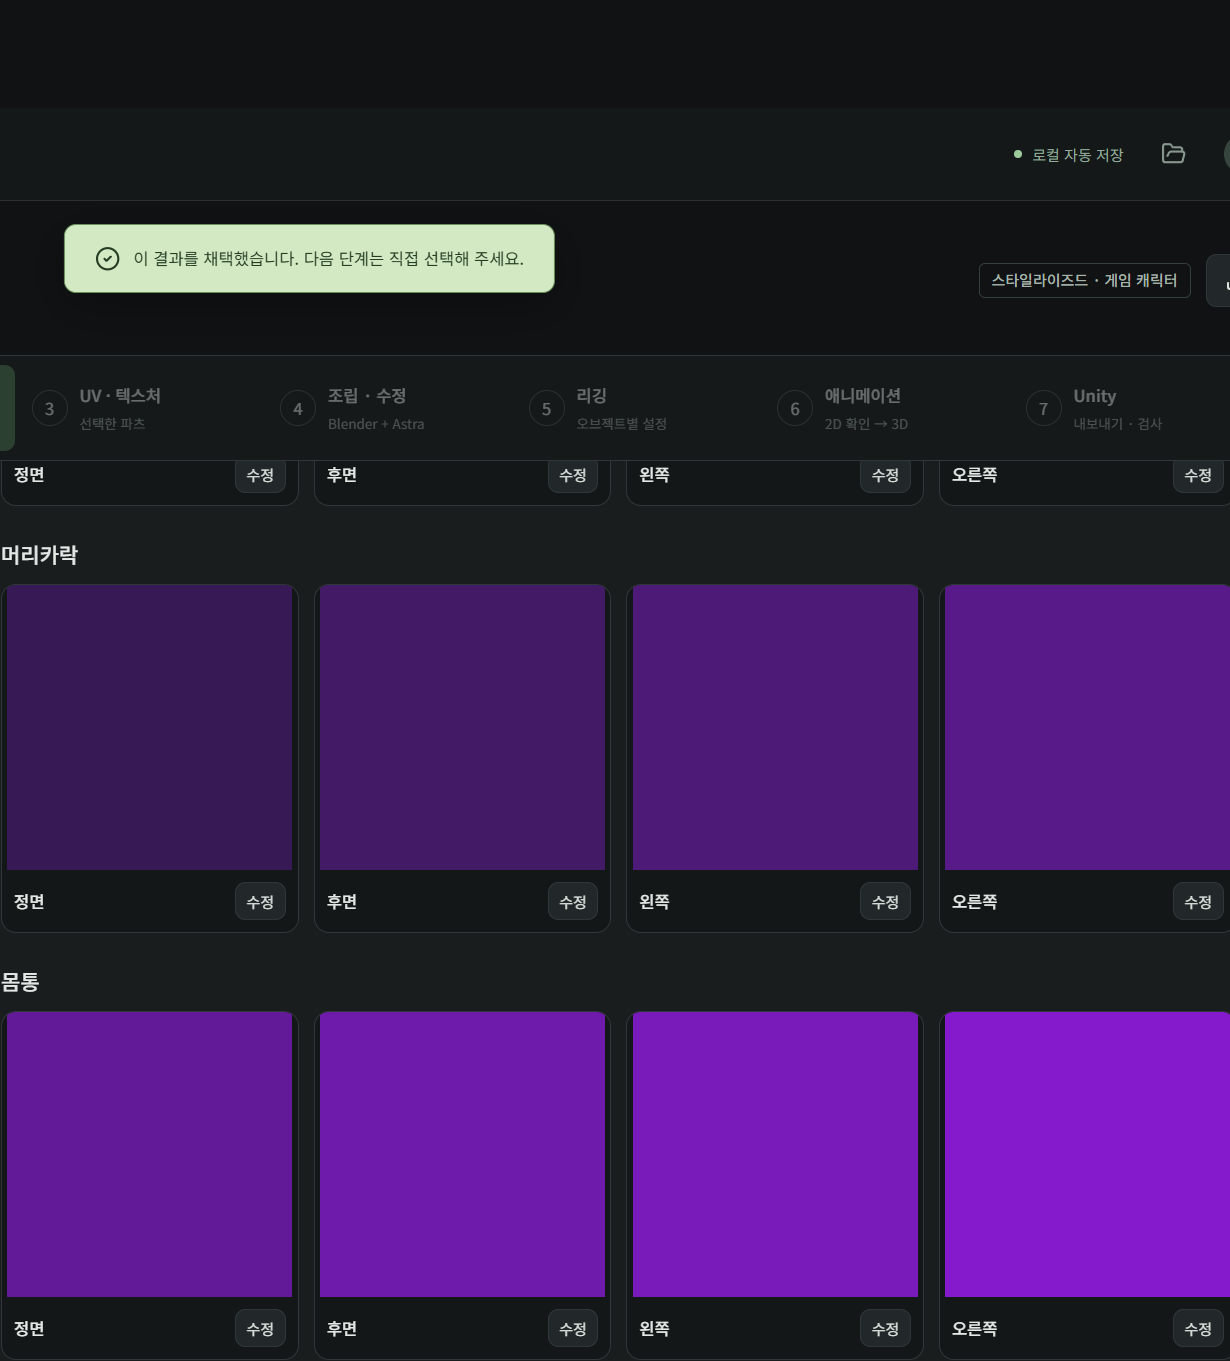 로컬 자동 저장
이 결과를 채택했습니다. 다음 단계는 직접 선택해 주세요.
스타일라이즈드 · 게임 캐릭터
3 UV · 텍스처
선택한 파츠
4 조립 · 수정
Blender + Astra
5 리깅
오브젝트별 설정
6 애니메이션
2D 확인 → 3D
7 Unity
내보내기 · 검사
정면 수정 후면 수정 왼쪽 수정 오른쪽 수정
머리카락
정면 수정 후면 수정 왼쪽 수정 오른쪽 수정
몸통
정면 수정 후면 수정 왼쪽 수정 오른쪽 수정